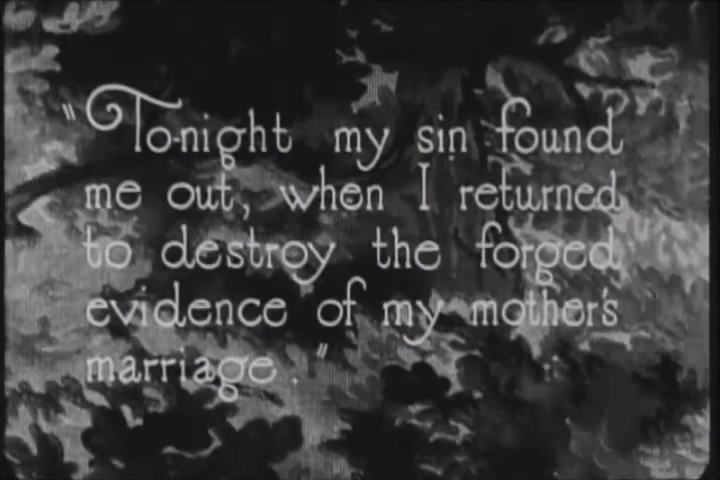 "To-night my sin found
me out, when I returned
to destroy the forged
evidence of my mother's
marriage."